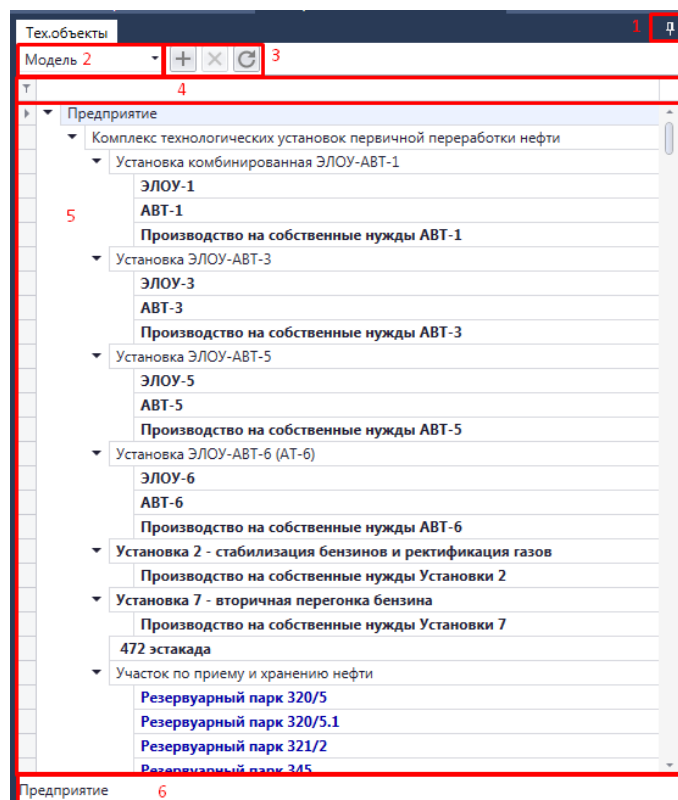 Тех.объекты 1
Модель 2 3
4
Предприятие
Комплекс технологических установок первичной переработки нефти
Установка комбинированная ЭЛОУ-АВТ-1
ЭЛОУ-1
5 АВТ-1
Производство на собственные нужды АВТ-1
Установка ЭЛОУ-АВТ-3
ЭЛОУ-3
АВТ-3
Производство на собственные нужды АВТ-3
Установка ЭЛОУ-АВТ-5
ЭЛОУ-5
АВТ-5
Производство на собственные нужды АВТ-5
Установка ЭЛОУ-АВТ-6 (АТ-6)
ЭЛОУ-6
АВТ-6
Производство на собственные нужды АВТ-6
Установка 2 - стабилизация бензинов и ректификация газов
Производство на собственные нужды Установки 2
Установка 7 - вторичная перегонка бензина
Производство на собственные нужды Установки 7
472 эстакада
Участок по приему и хранению нефти
Резервуарный парк 320/5
Резервуарный парк 320/5.1
Резервуарный парк 321/2
Резервуарный парк 345
Предприятие 6